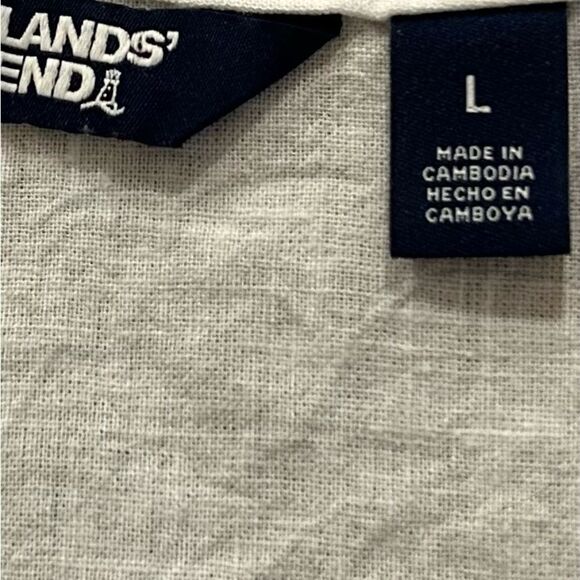 LANDS'
END
L
MADE IN
CAMBODIA
HECHO EN
CAMBOYA